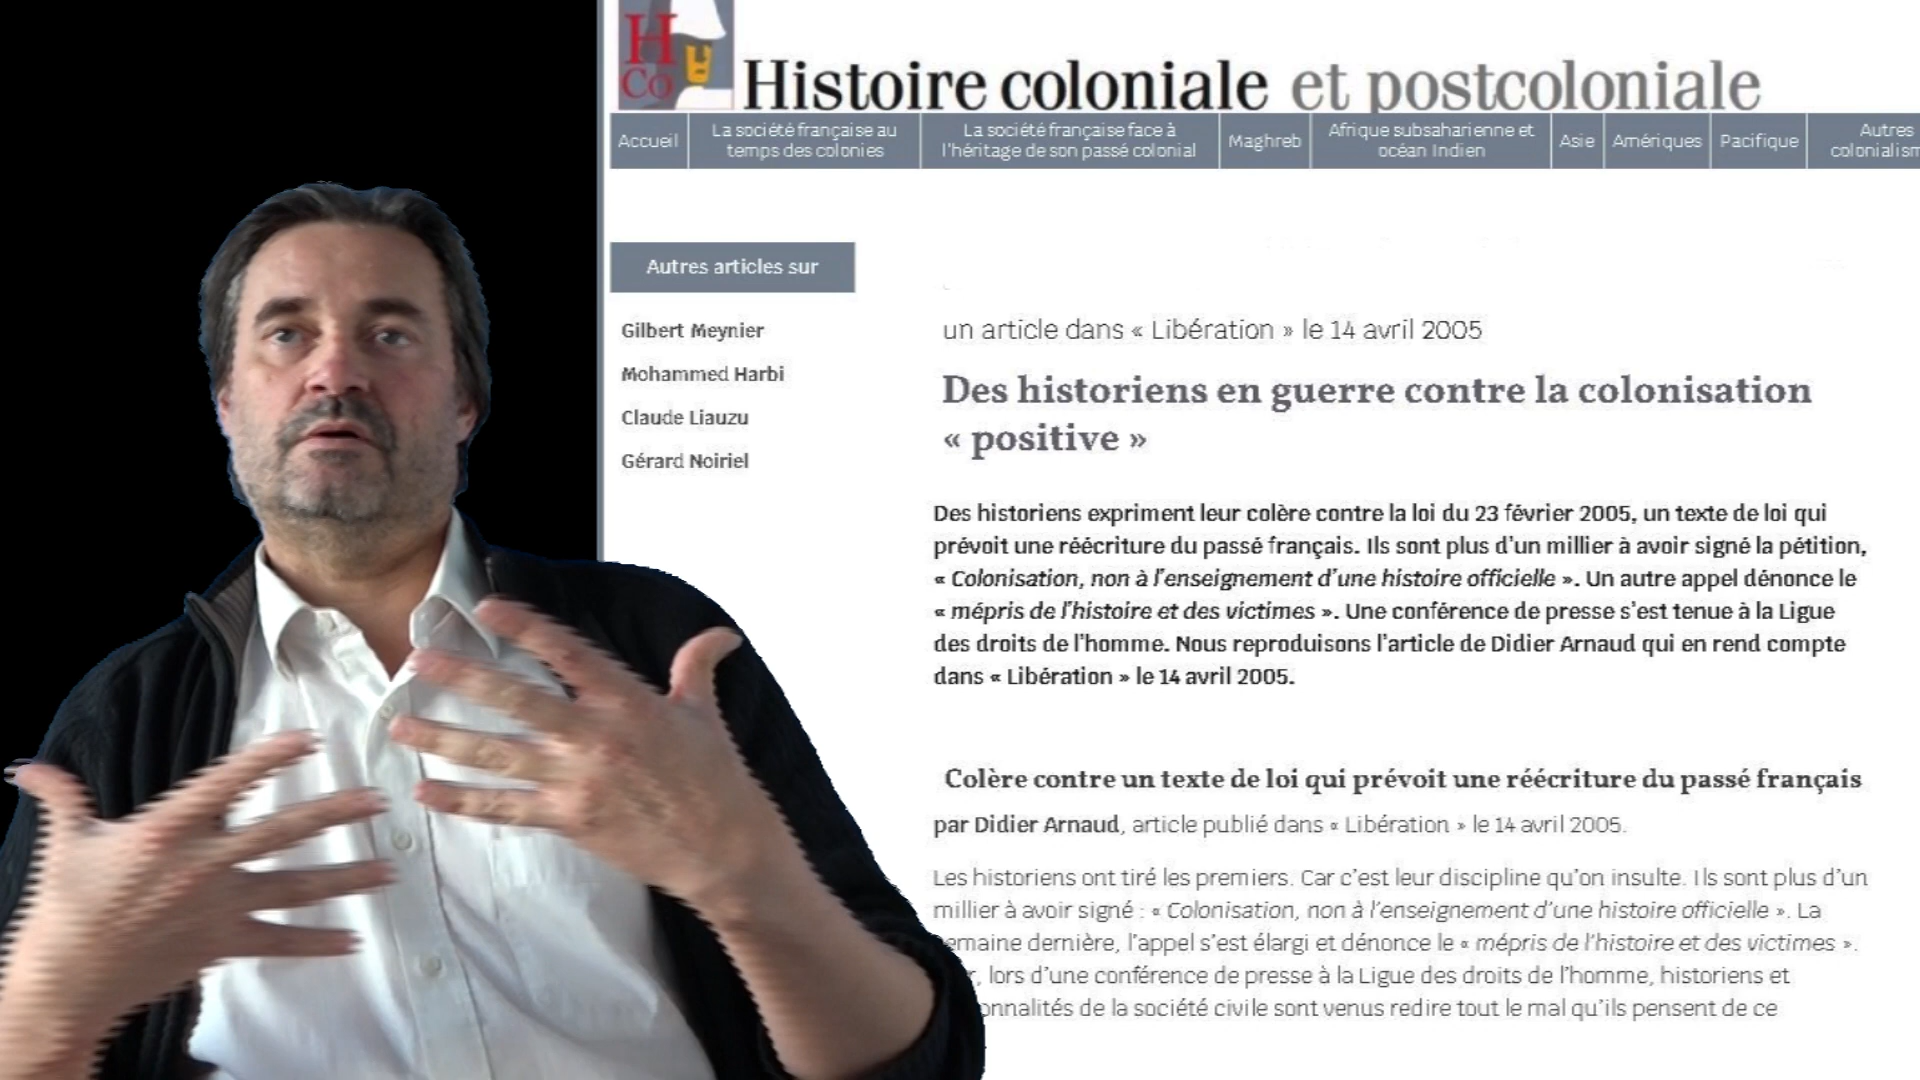 H
Co
Histoire coloniale et postcoloniale
Accueil
La société française au
temps des colonies
La société française face à
l'héritage de son passé colonial
Maghreb
Afrique subsaharienne et
océan Indien
Asie
Amériques
Pacifique
Autres
Autres articles sur
Gilbert Meynier
Mohammed Harbi
Claude Liauzu
Gérard Noiriel
un article dans « Libération » le 14 avril 2005
Des historiens en guerre contre la colonisation
« positive »
Des historiens expriment leur colère contre la loi du 23 février 2005, un texte de loi qui
prévoit une réécriture du passé français. Ils sont plus d'un millier à avoir signé la pétition,
« Colonisation, non à l'enseignement d'une histoire officielle ». Un autre appel dénonce le
« mépris de l'histoire et des victimes ». Une conférence de presse s'est tenue à la Ligue
des droits de l'homme. Nous reproduisons l'article de Didier Arnaud qui en rend compte
dans « Libération » le 14 avril 2005.
Colère contre un texte de loi qui prévoit une réécriture du passé français
par Didier Arnaud, article publié dans « Libération » le 14 avril 2005.
Les historiens ont tiré les premiers. Car c'est leur discipline qu'on insulte. Ils sont plus d'un
millier à avoir signé : « Colonisation, non à l'enseignement d'une histoire officielle ». La
emaine dernière, l'appel s'est élargi et dénonce le « mépris de l'histoire et des victimes ».
r, lors d'une conférence de presse à la Ligue des droits de l'homme, historiens et
onnalités de la société civile sont venus redire tout le mal qu'ils pensent de ce